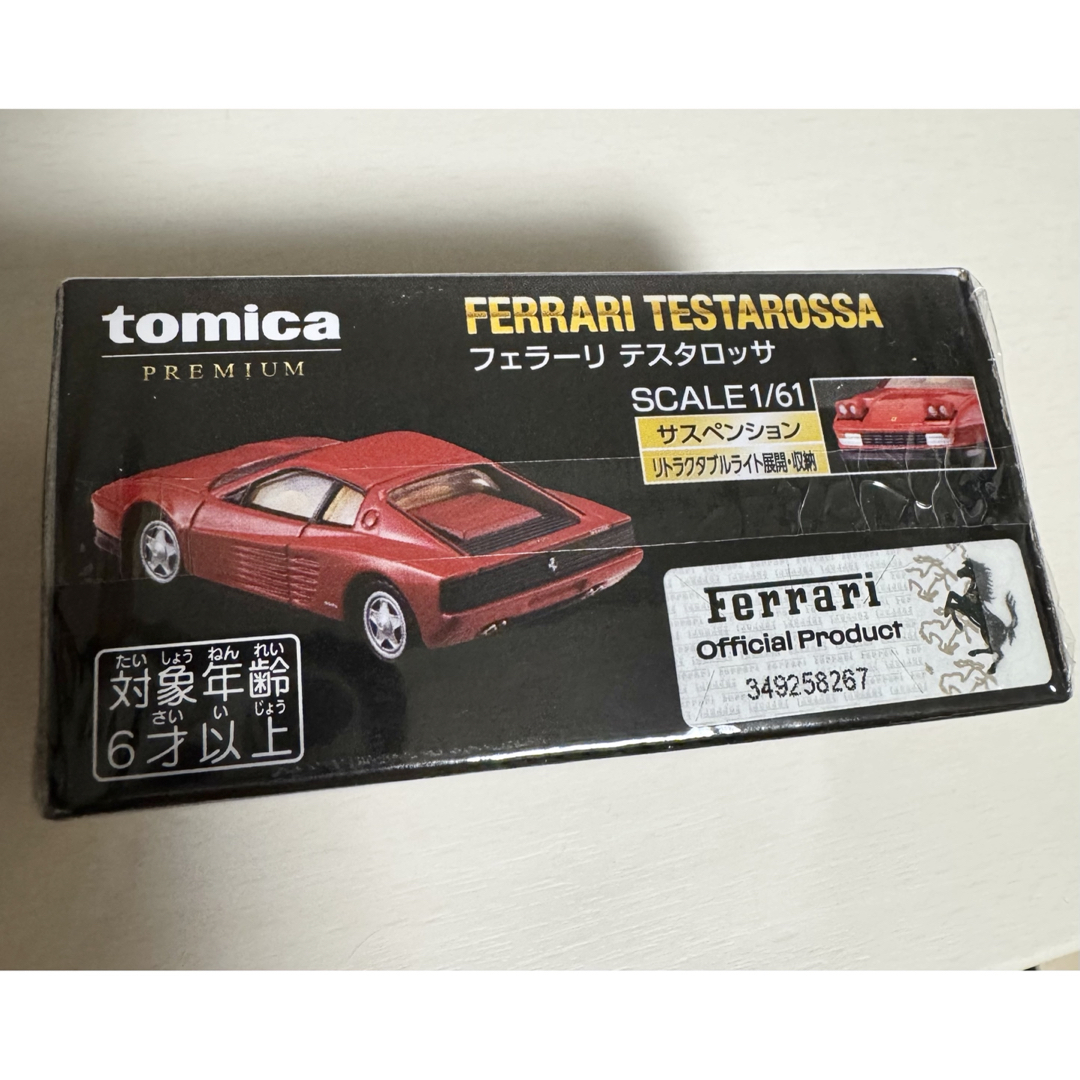 tomica
PREMIUM
FERRARI TESTAROSSA
フェラーリ テスタロッサ
SCALE 1/61
サスペンション
リトラクタブルライト展開・収納
Ferrari
Official Product
349258267
たい しょう ねん れい
対象年齢
さい い じょう
6才以上